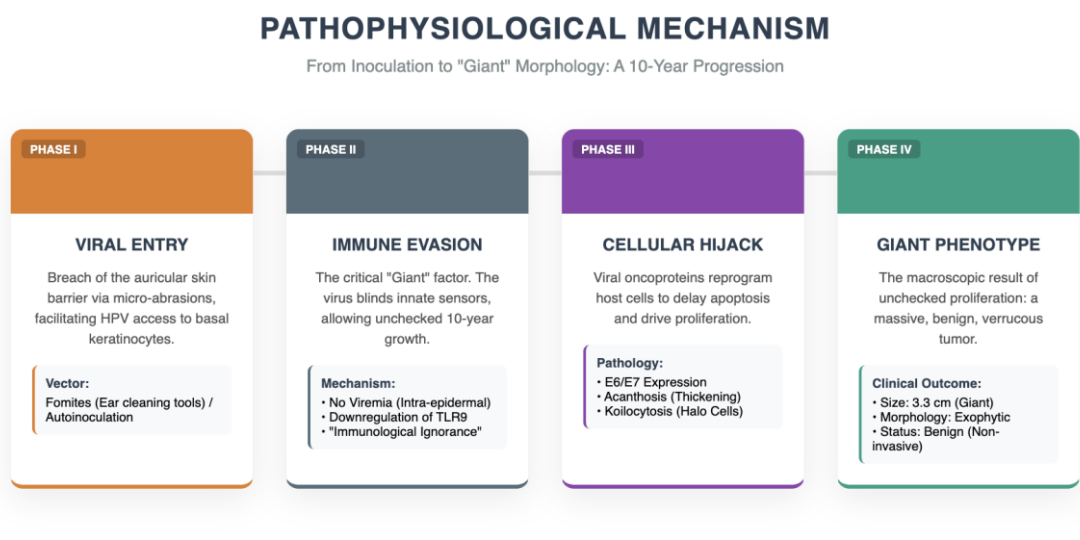 PATHOPHYSIOLOGICAL MECHANISM
From Inoculation to "Giant" Morphology: A 10-Year Progression
PHASE I
VIRAL ENTRY
Breach of the auricular skin
barrier via micro-abrasions,
facilitating HPV access to basal
keratinocytes.
Vector:
Fomites (Ear cleaning tools) /
Autoinoculation
PHASE II
IMMUNE EVASION
The critical "Giant" factor. The
virus blinds innate sensors,
allowing unchecked 10-year
growth.
Mechanism:
• No Viremia (Intra-epidermal)
• Downregulation of TLR9
• "Immunological Ignorance"
PHASE III
CELLULAR HIJACK
Viral oncoproteins reprogram
host cells to delay apoptosis
and drive proliferation.
Pathology:
• E6/E7 Expression
• Acanthosis (Thickening)
• Koilocytosis (Halo Cells)
PHASE IV
GIANT PHENOTYPE
The macroscopic result of
unchecked proliferation: a
massive, benign, verrucous
tumor.
Clinical Outcome:
• Size: 3.3 cm (Giant)
• Morphology: Exophytic
• Status: Benign (Non-
invasive)